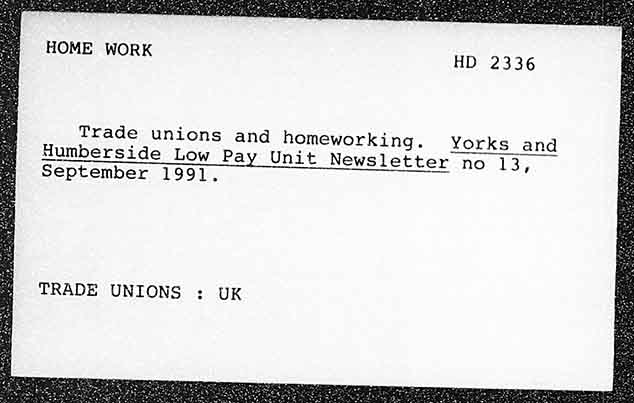 HOME WORK
HD 2336
Trade unions and homeworking. Yorks and
Humberside Low Pay Unit Newsletter no 13,
September 1991.
TRADE UNIONS : UK